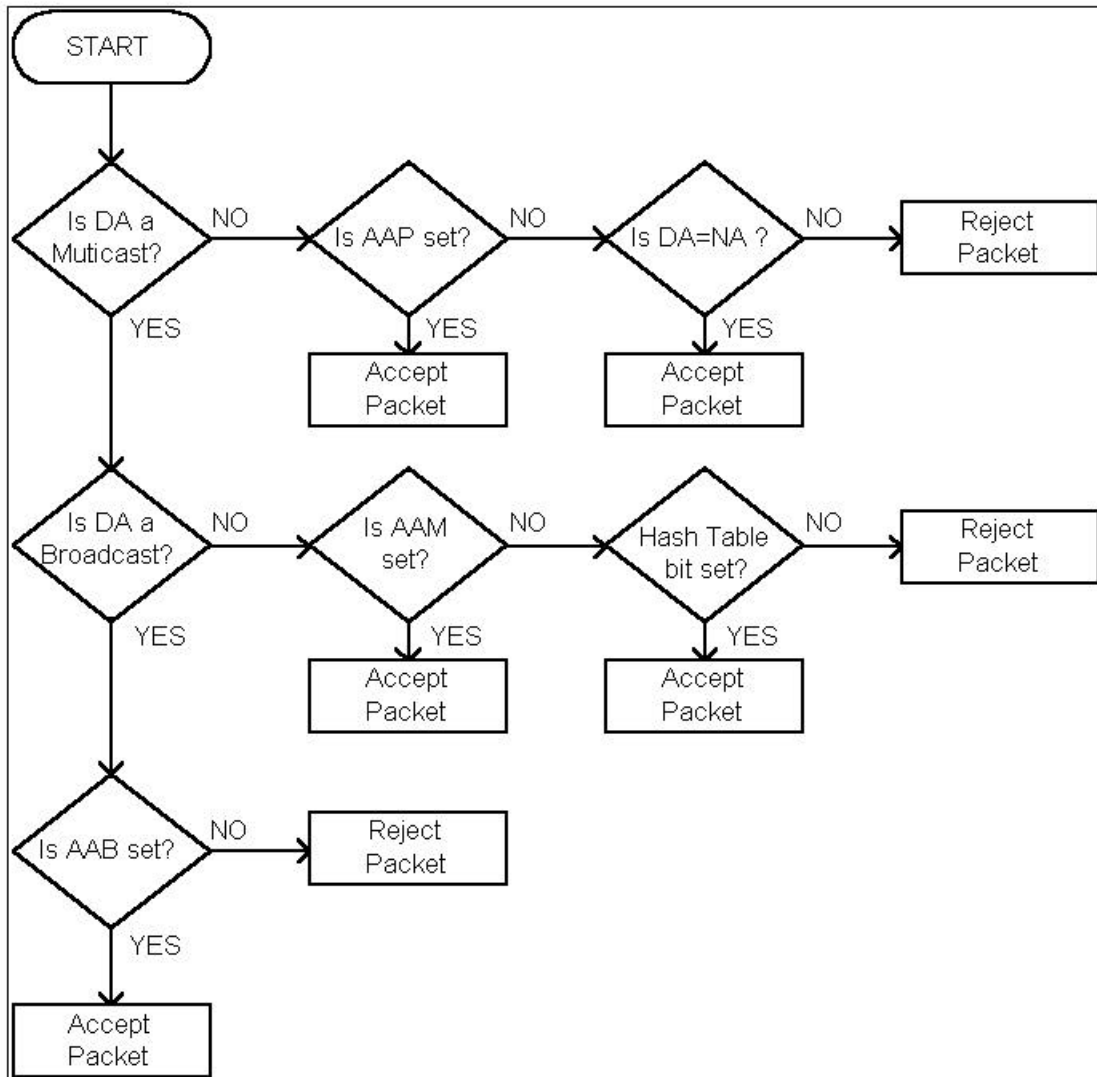 START
Is DA a
Muticast?
NO
Is AAP set?
NO
Is DA=NA ?
NO
Reject
Packet
YES
YES
YES
Accept
Packet
Accept
Packet
Is DA a
Broadcast?
NO
Is AAM
set?
NO
Hash Table
bit set?
NO
Reject
Packet
YES
YES
YES
Accept
Packet
Accept
Packet
Is AAB set?
NO
Reject
Packet
YES
Accept
Packet